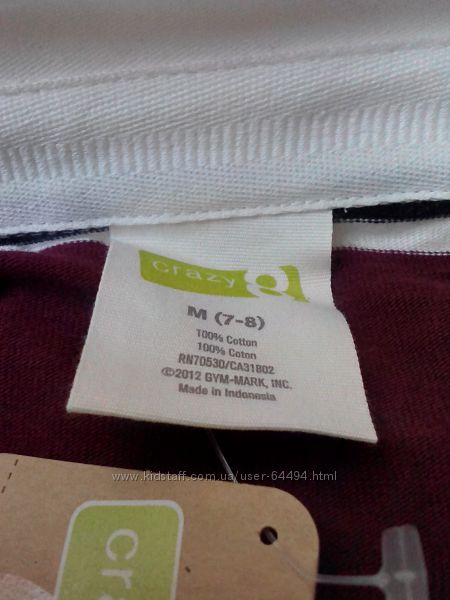 crazy 8
M (7-8)
100% Cotton
100% Coton
RN70530/CA31802
©2012 GYM-MARK, INC.
Made in Indonesia
www.kidstaff.com.ua/user-64494.html
cra